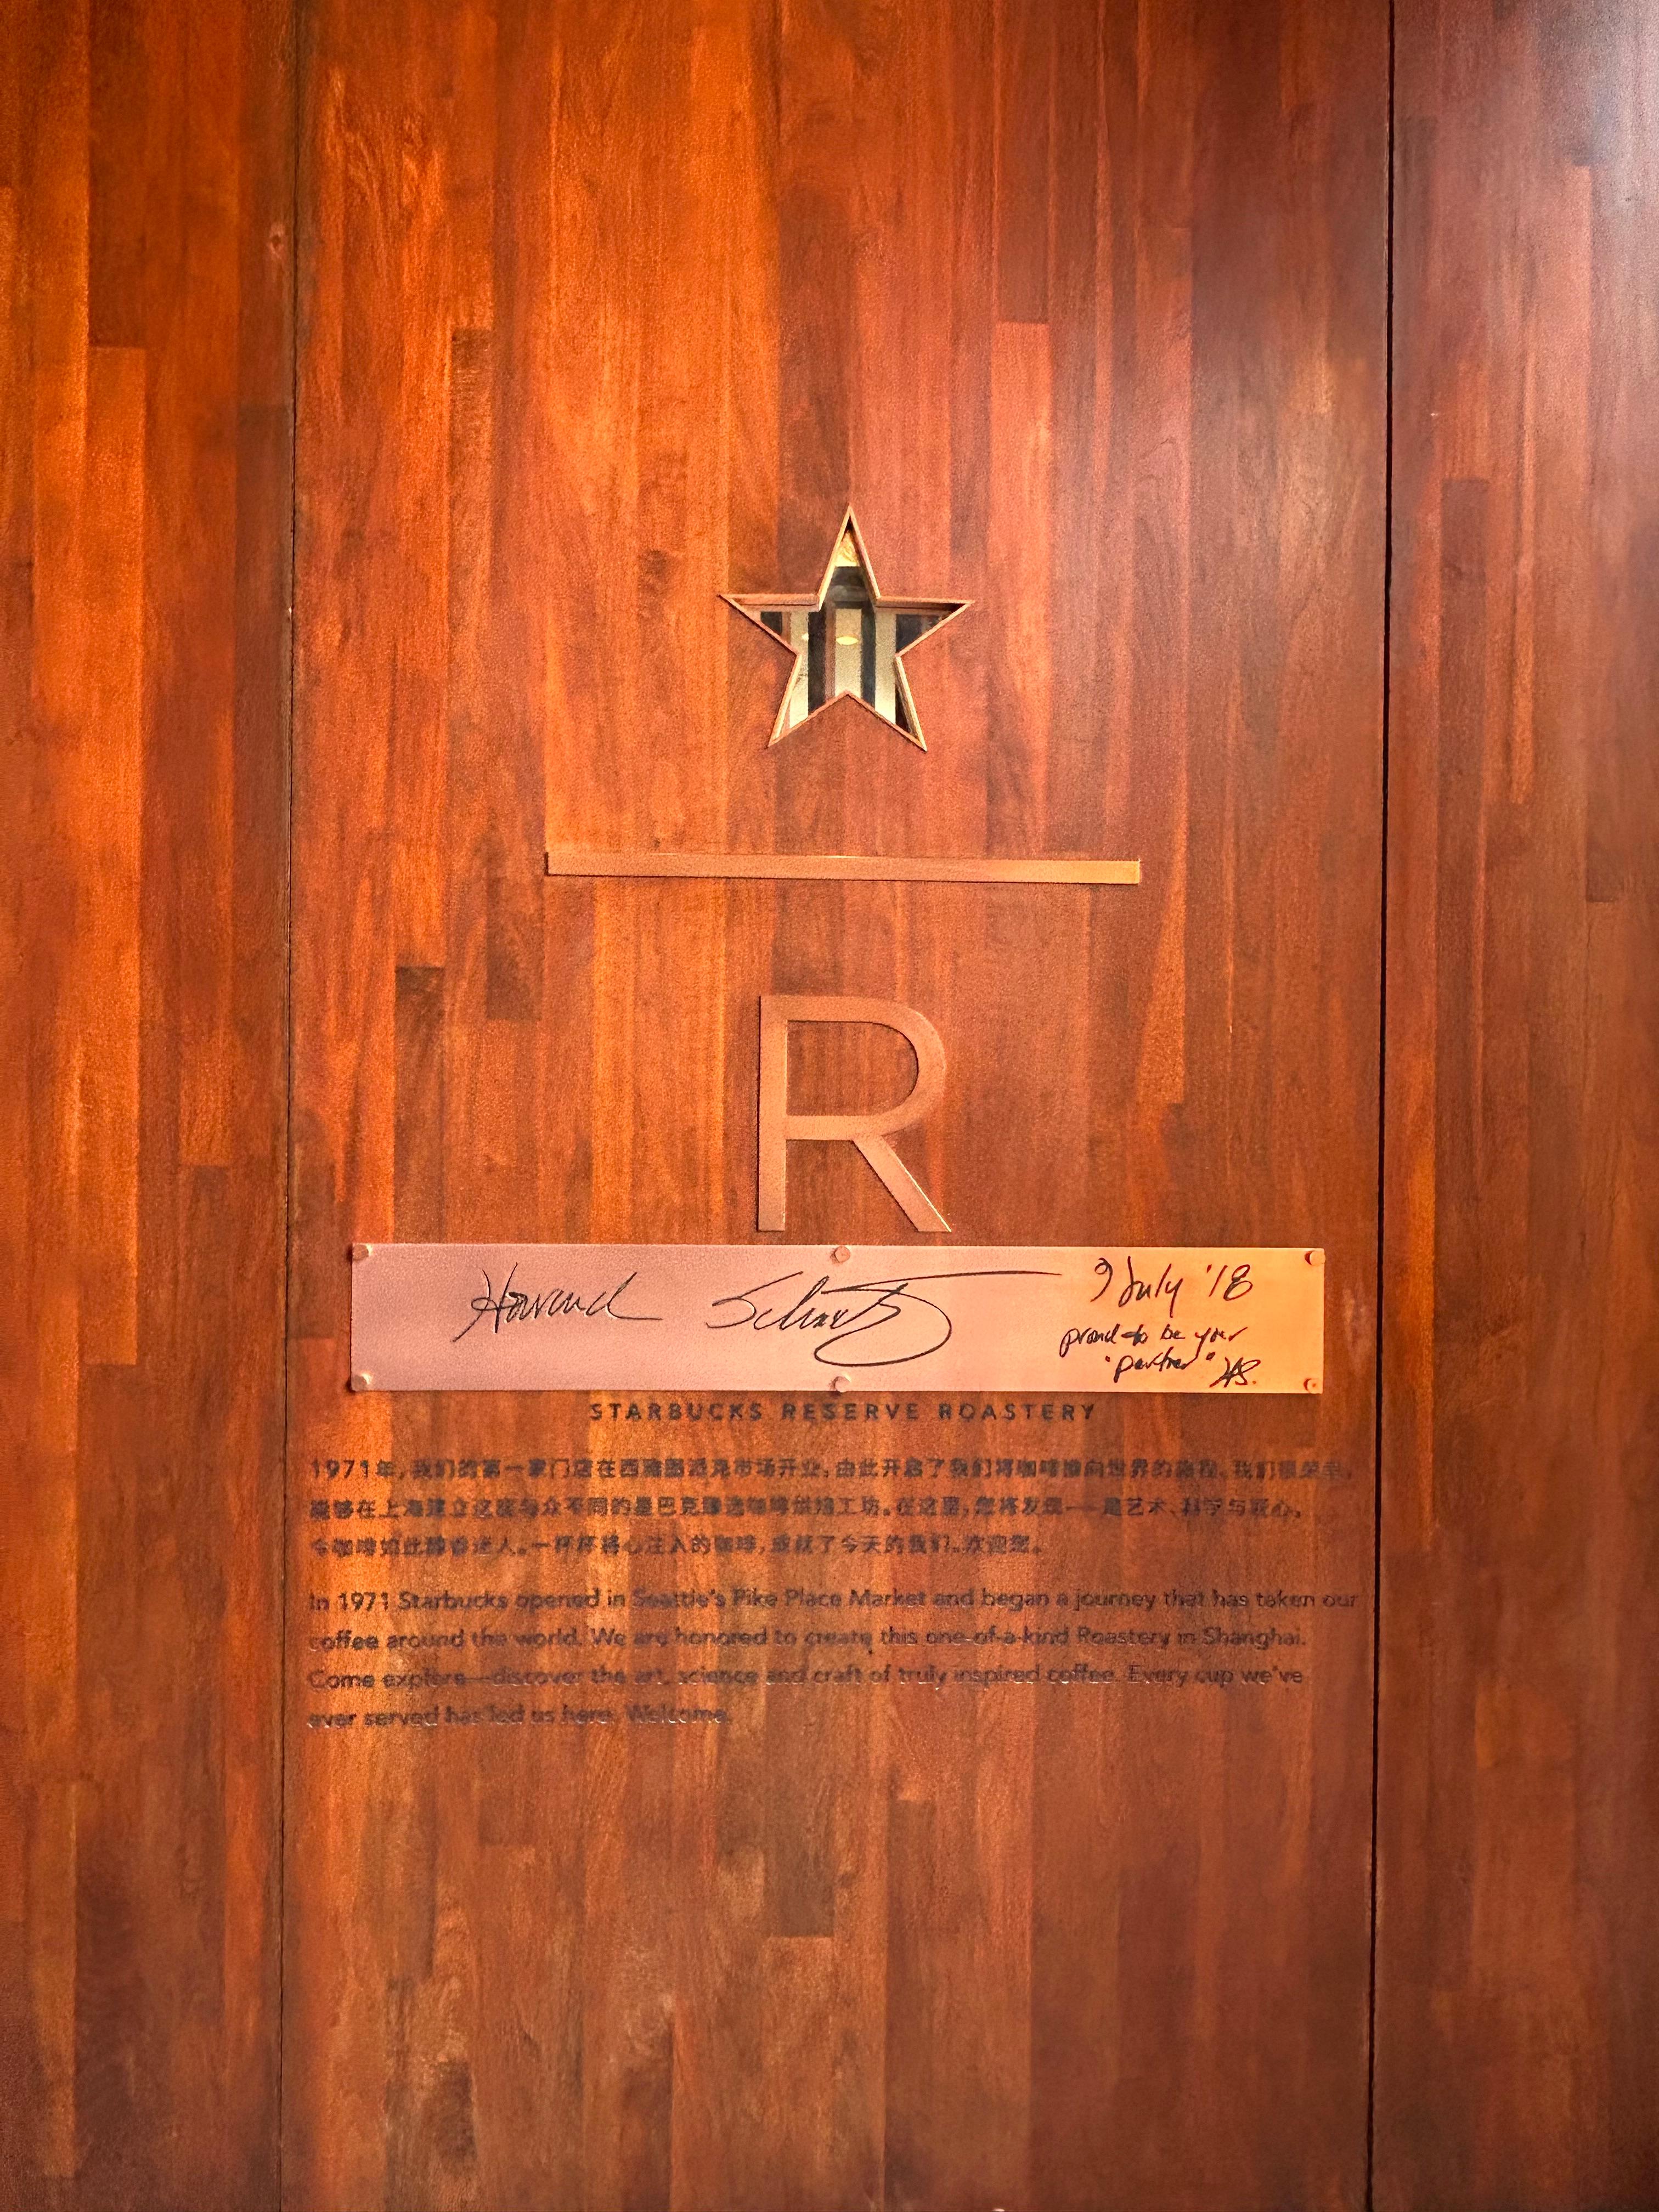 R
Howard Schultz
9 July '18
proud to be your
"partner" HS.
STARBUCKS RESERVE ROASTERY
1971年,我们的第一家门店在西雅图派克市场开业,由此开启了我们将咖啡推向世界的旅程。我们很荣幸,
能够在上海建立这座与众不同的星巴克臻选咖啡烘焙工坊。在这里,您将发现——是艺术、科学与匠心,
令咖啡如此醇香迷人。一杯杯将心注入的咖啡,成就了今天的我们。欢迎您。
In 1971 Starbucks opened in Seattle's Pike Place Market and began a journey that has taken our
coffee around the world. We are honored to create this one-of-a-kind Roastery in Shanghai.
Come explore—discover the art, science and craft of truly inspired coffee. Every cup we've
ever served has led us here. Welcome.